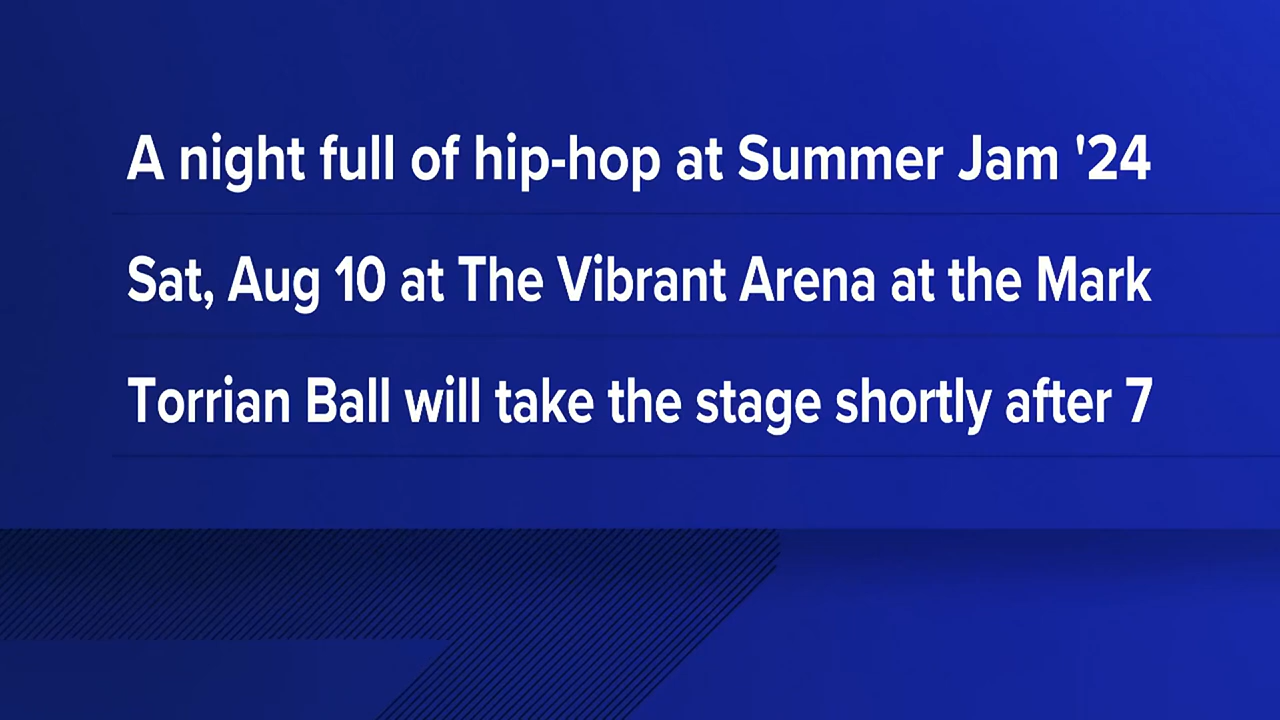 A night full of hip-hop at Summer Jam '24
Sat, Aug 10 at The Vibrant Arena at the Mark
Torrian Ball will take the stage shortly after 7